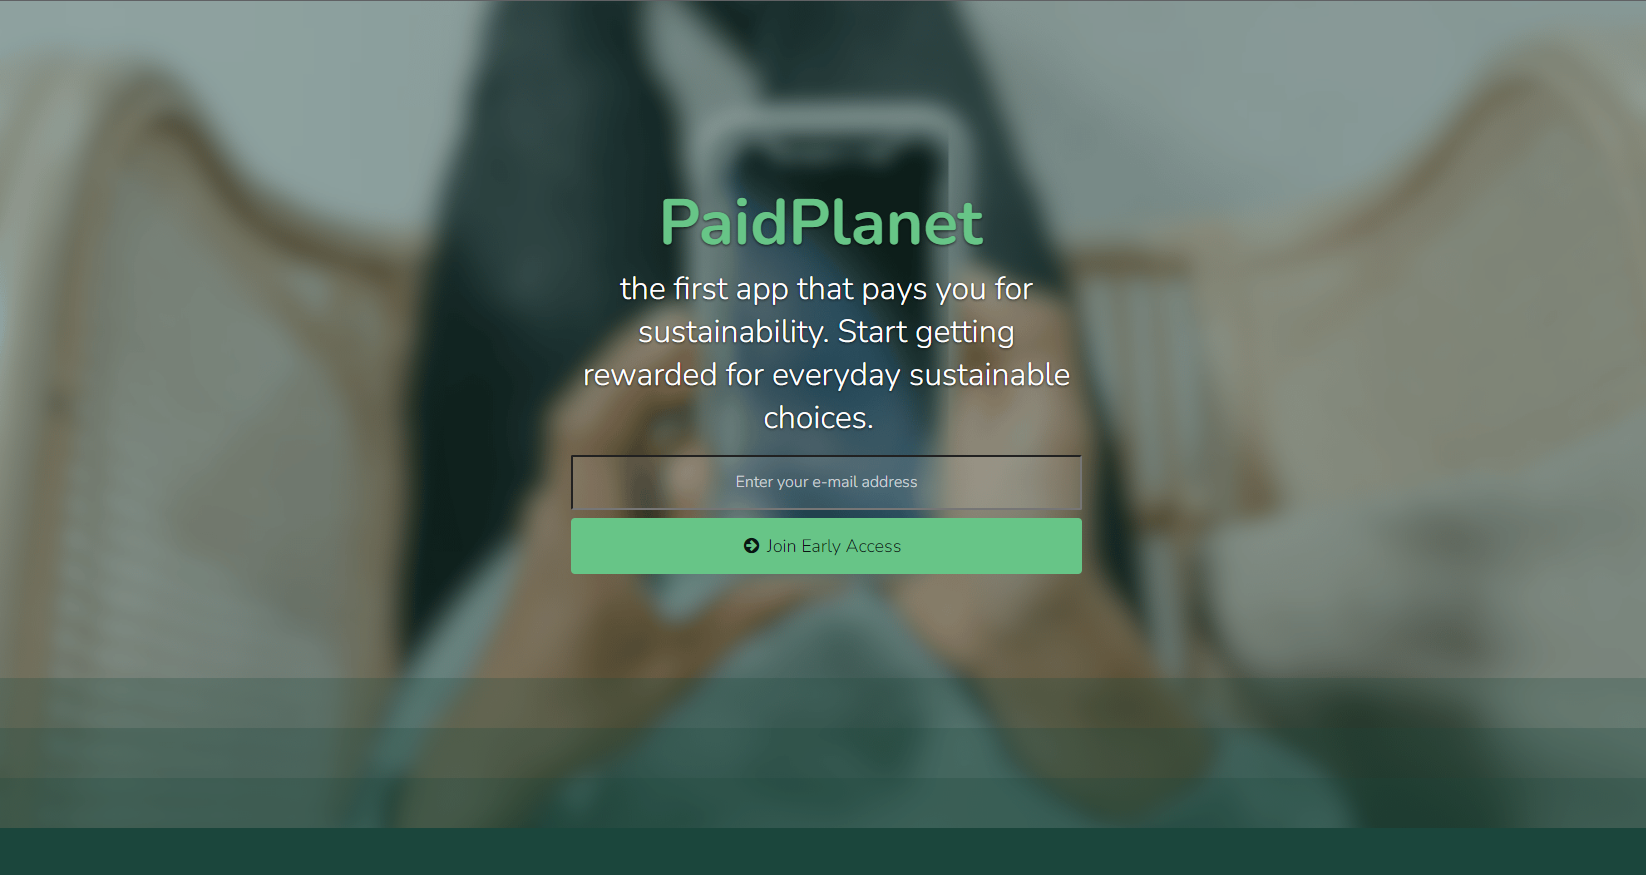 PaidPlanet
the first app that pays you for
sustainability. Start getting
rewarded for everyday sustainable
choices.
Enter your e-mail address
Join Early Access